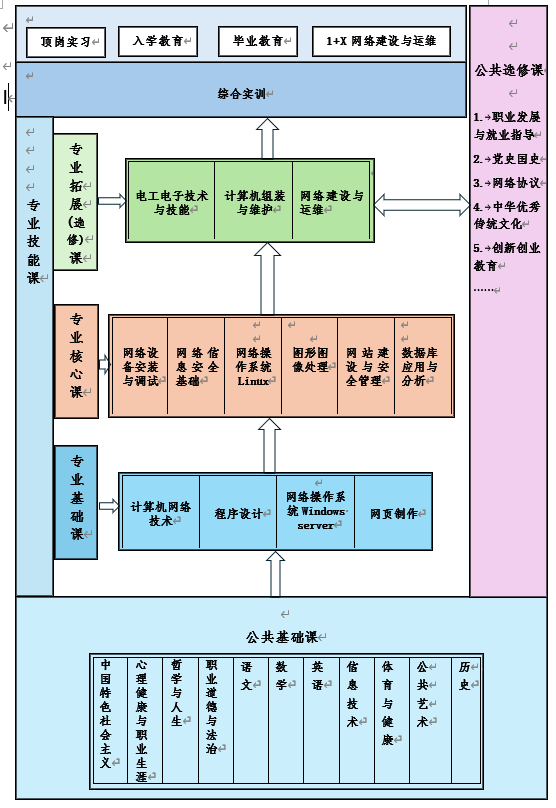 顶岗实习
入学教育
毕业教育
1+X 网络建设与运维
综合实训
公共选修课
1.职业发展
与就业指导
2.党史国史
3.网络协议
4.中华优秀
传统文化
5.创新创业
教育
……
专业技能课
专业拓展(选修)课
电工电子技术
与技能
计算机组装
与维护
网络建设与
运维
专业核心课
网络设
备安装
与调试
网络信
息安全
基础
网络操
作系统
Linux
图形图
像处理
网站建
设与安
全管理
数据库
应用与
分析
专业基础课
计算机网络
技术
程序设计
网络操作系
统 Windows
server
网页制作
公共基础课
中国特色社会主义
心理健康与职业生涯
哲学与人生
职业道德与法治
语文
数学
英语
信息技术
体育与健康
公共艺术
历史